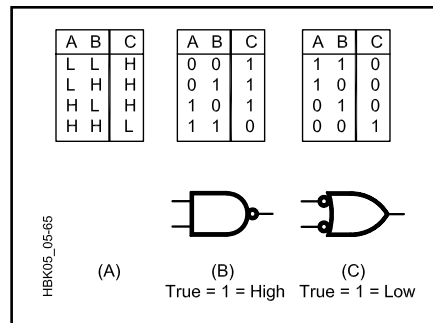 A B C
L L H
L H H
H L H
H H L
A B C
0 0 1
0 1 1
1 0 1
1 1 0
A B C
1 1 0
1 0 0
0 1 0
0 0 1
HBK05_05-65
(A)
(B)
True = 1 = High
(C)
True = 1 = Low